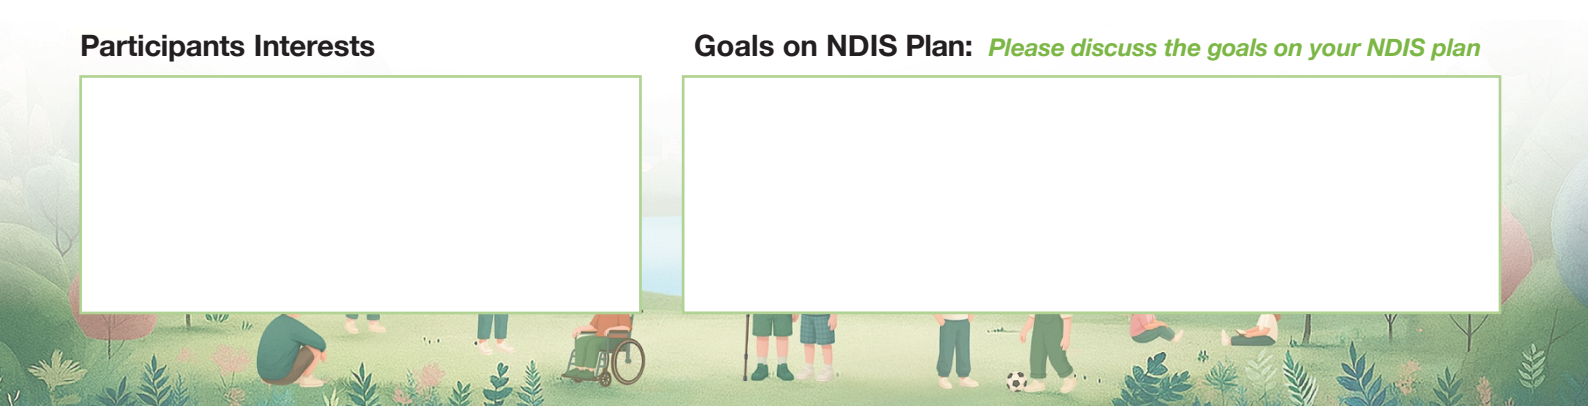 Participants Interests
Goals on NDIS Plan: Please discuss the goals on your NDIS plan